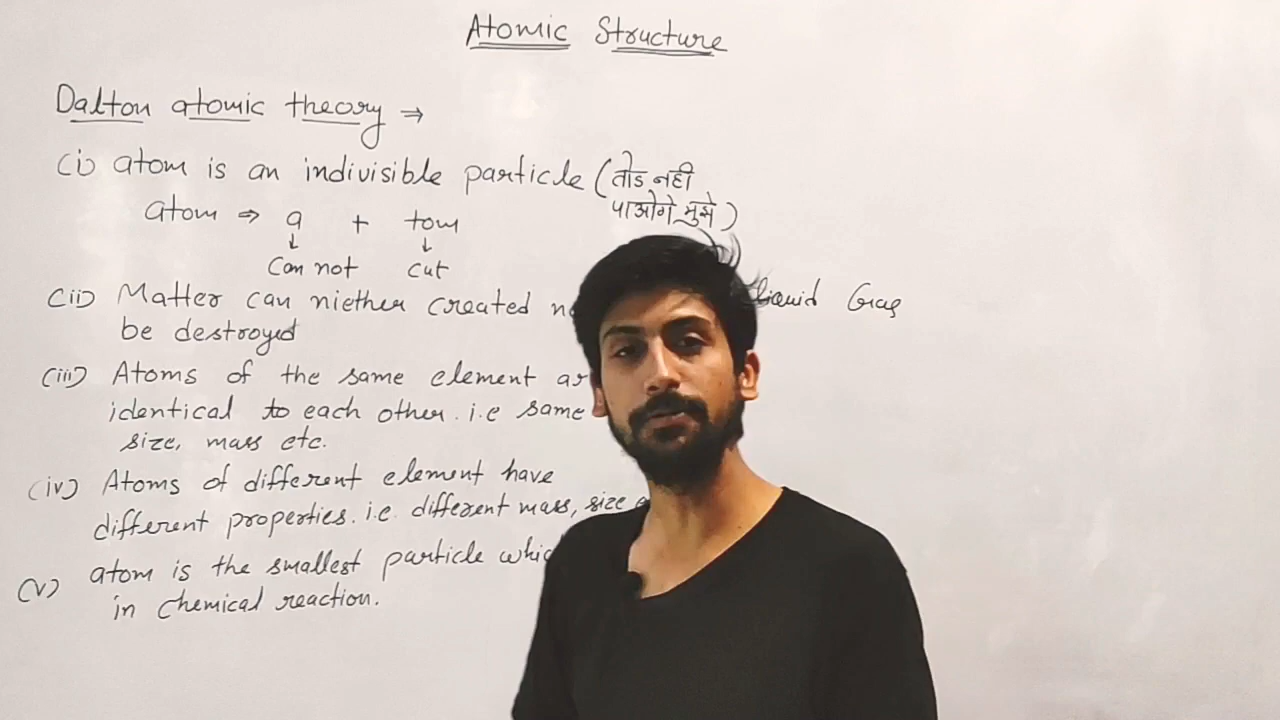 Atomic Structure
Dalton atomic theory ⇒
(i) atom is an indivisible particle (तोड नही
पाओगे मुझे)
atom ⇒ a + tom
↓ ↓
Can not cut
(ii) Matter can niether created
be destroyed
(iii) Atoms of the same element
identical to each other. i.e same
size, mass etc.
(iv) Atoms of different element have
different properties. i.e. different mass, size
(v) atom is the smallest particle
in chemical reaction.
liquid Gas